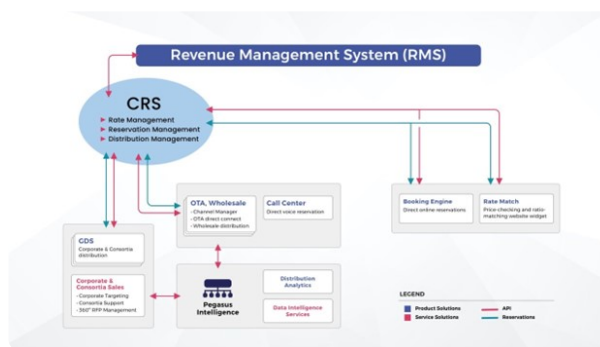 Revenue Management System (RMS)
CRS
Rate Management
Reservation Management
Distribution Management
OTA, Wholesale
- Channel Manager
- OTA direct connect
- Wholesale distribution
Call Center
Direct voice reservation
Booking Engine
Direct online reservations
Rate Match
Price-checking and ratio-
matching website widget
GDS
Corporate & Consortia
distribution
Corporate &
Consortia Sales
- Corporate Targeting
- Consortia Support
- 360° RFP Management
Pegasus
Intelligence
Distribution
Analytics
Data Intelligence
Services
LEGEND
Product Solutions
API
Service Solutions
Reservations